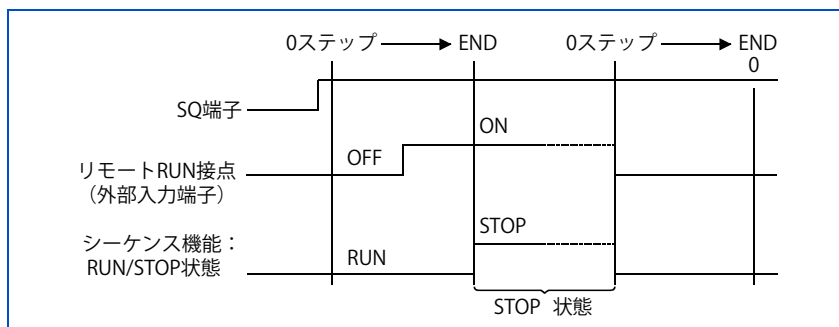 0ステップ END 0ステップ END
0
SQ端子
ON
OFF
リモートRUN接点
（外部入力端子）
STOP
シーケンス機能：
RUN/STOP状態
RUN
STOP 状態